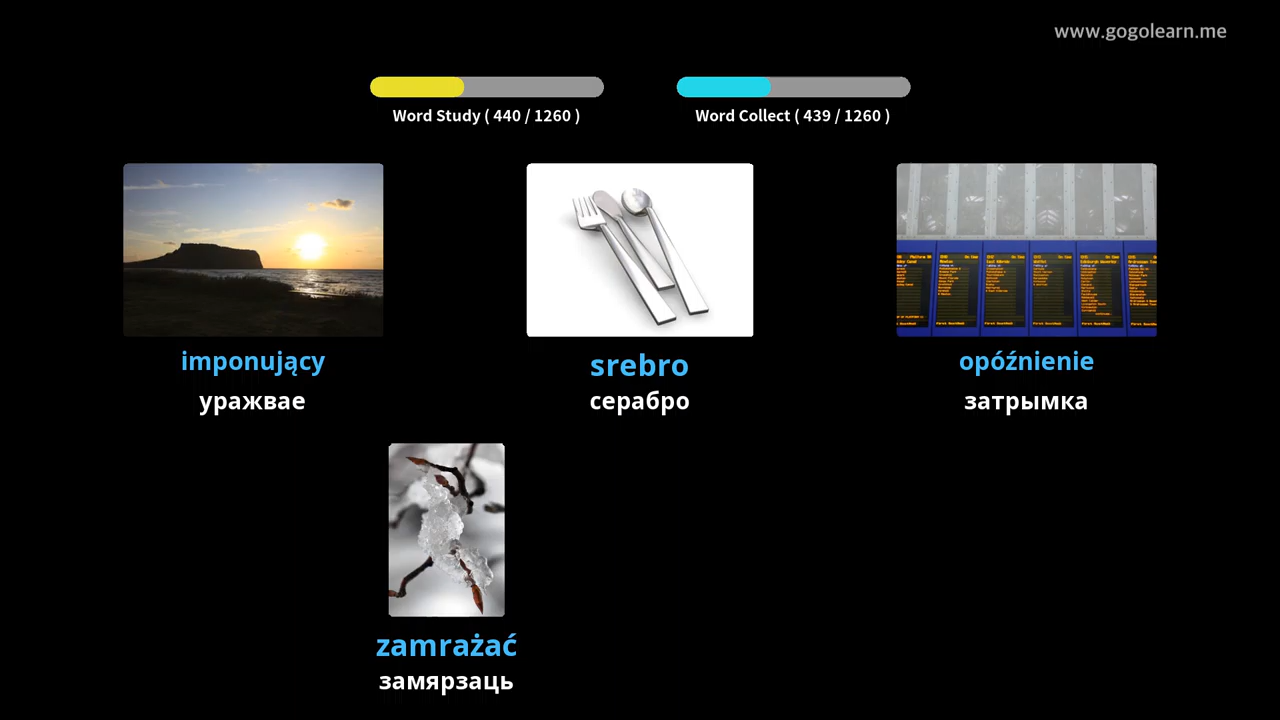 www.gogolearn.me
Word Study ( 440 / 1260 )
Word Collect ( 439 / 1260 )
imponujący
уражвае
srebro
серабро
opóźnienie
затрымка
zamrażać
замярзаць